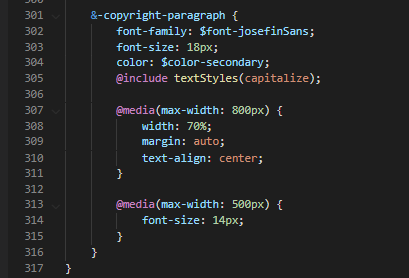 300
301 &-copyright-paragraph {
302 font-family: $font-josefinSans;
303 font-size: 18px;
304 color: $color-secondary;
305 @include textStyles(capitalize);
306
307 @media(max-width: 800px) {
308 width: 70%;
309 margin: auto;
310 text-align: center;
311 }
312
313 @media(max-width: 500px) {
314 font-size: 14px;
315 }
316 }
317 }